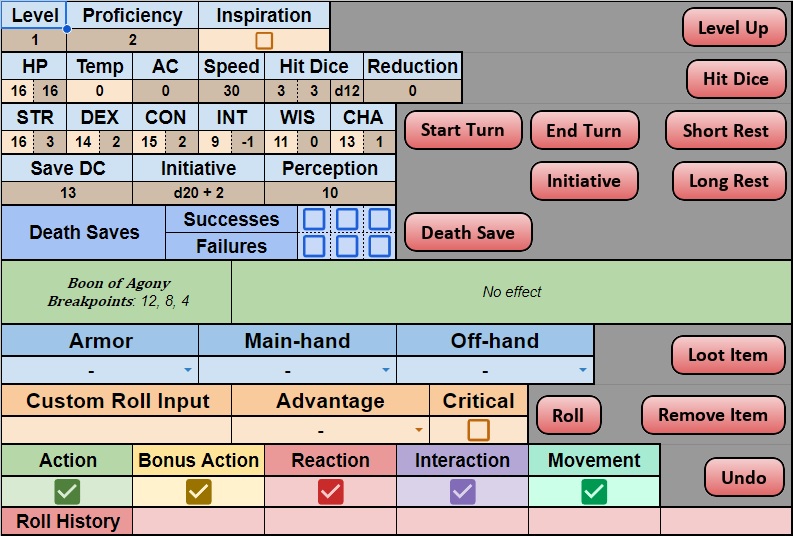 Level Proficiency Inspiration
Level Up
1 2
HP Temp AC Speed Hit Dice Reduction
Hit Dice
16 16 0 0 30 3 3 d12 0
STR DEX CON INT WIS CHA
Start Turn End Turn Short Rest
16 3 14 2 15 2 9 -1 11 0 13 1
Save DC Initiative Perception
Initiative Long Rest
13 d20 + 2 10
Death Saves Successes
Failures
Death Save
Boon of Agony
Breakpoints: 12, 8, 4
No effect
Armor Main-hand Off-hand
Loot Item
- - -
Custom Roll Input Advantage Critical
Roll Remove Item
-
Action Bonus Action Reaction Interaction Movement
Undo
Roll History